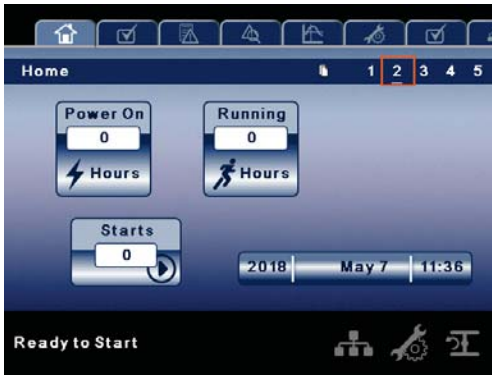 Home 1 2 3 4 5
Power On Running
0 0
Hours Hours
Starts
0
2018 May 7 11:36
Ready to Start